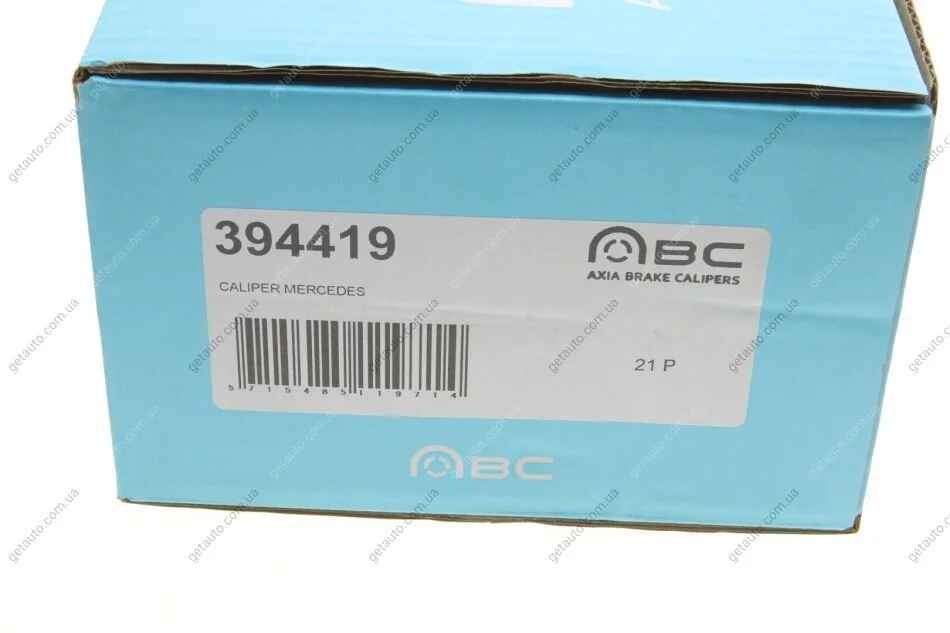 394419
ABC
AXIA BRAKE CALIPERS
CALIPER MERCEDES
5715485119714
21 P
ABC
getauto.com.ua